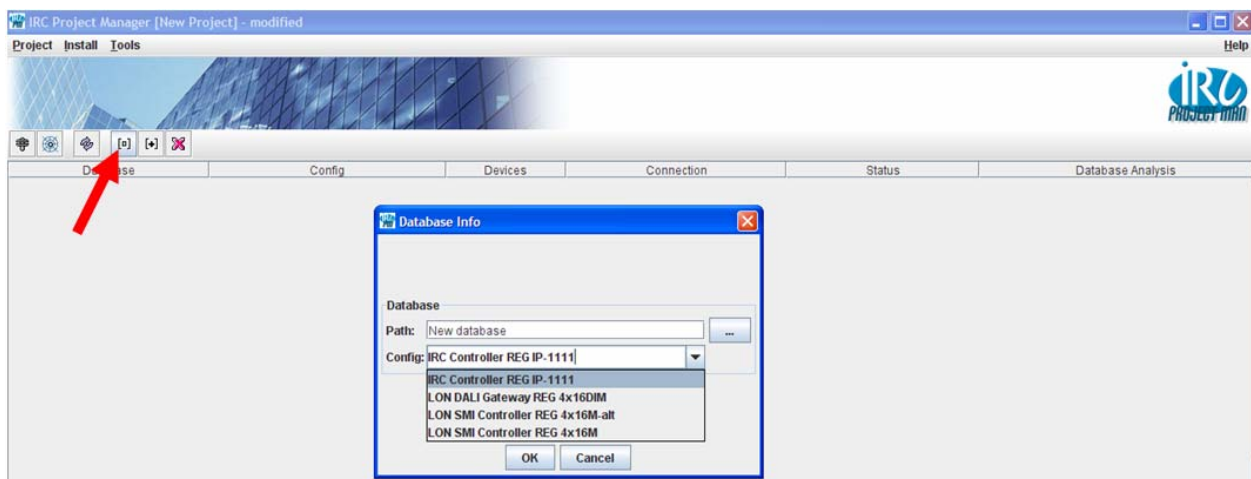 IRC Project Manager [New Project] - modified
Project Install Tools Help
IRC
PROJECT MAN
[¤] [+]
Database Config Devices Connection Status Database Analysis
Database Info
Database
Path: New database ...
Config: IRC Controller REG IP-1111
IRC Controller REG IP-1111
LON DALI Gateway REG 4x16DIM
LON SMI Controller REG 4x16M-alt
LON SMI Controller REG 4x16M
OK Cancel